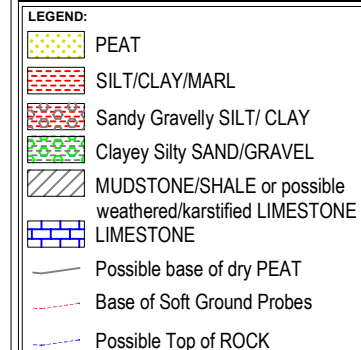 LEGEND:
PEAT
SILT/CLAY/MARL
Sandy Gravelly SILT/ CLAY
Clayey Silty SAND/GRAVEL
MUDSTONE/SHALE or possible
weathered/karstified LIMESTONE
LIMESTONE
Possible base of dry PEAT
Base of Soft Ground Probes
Possible Top of ROCK